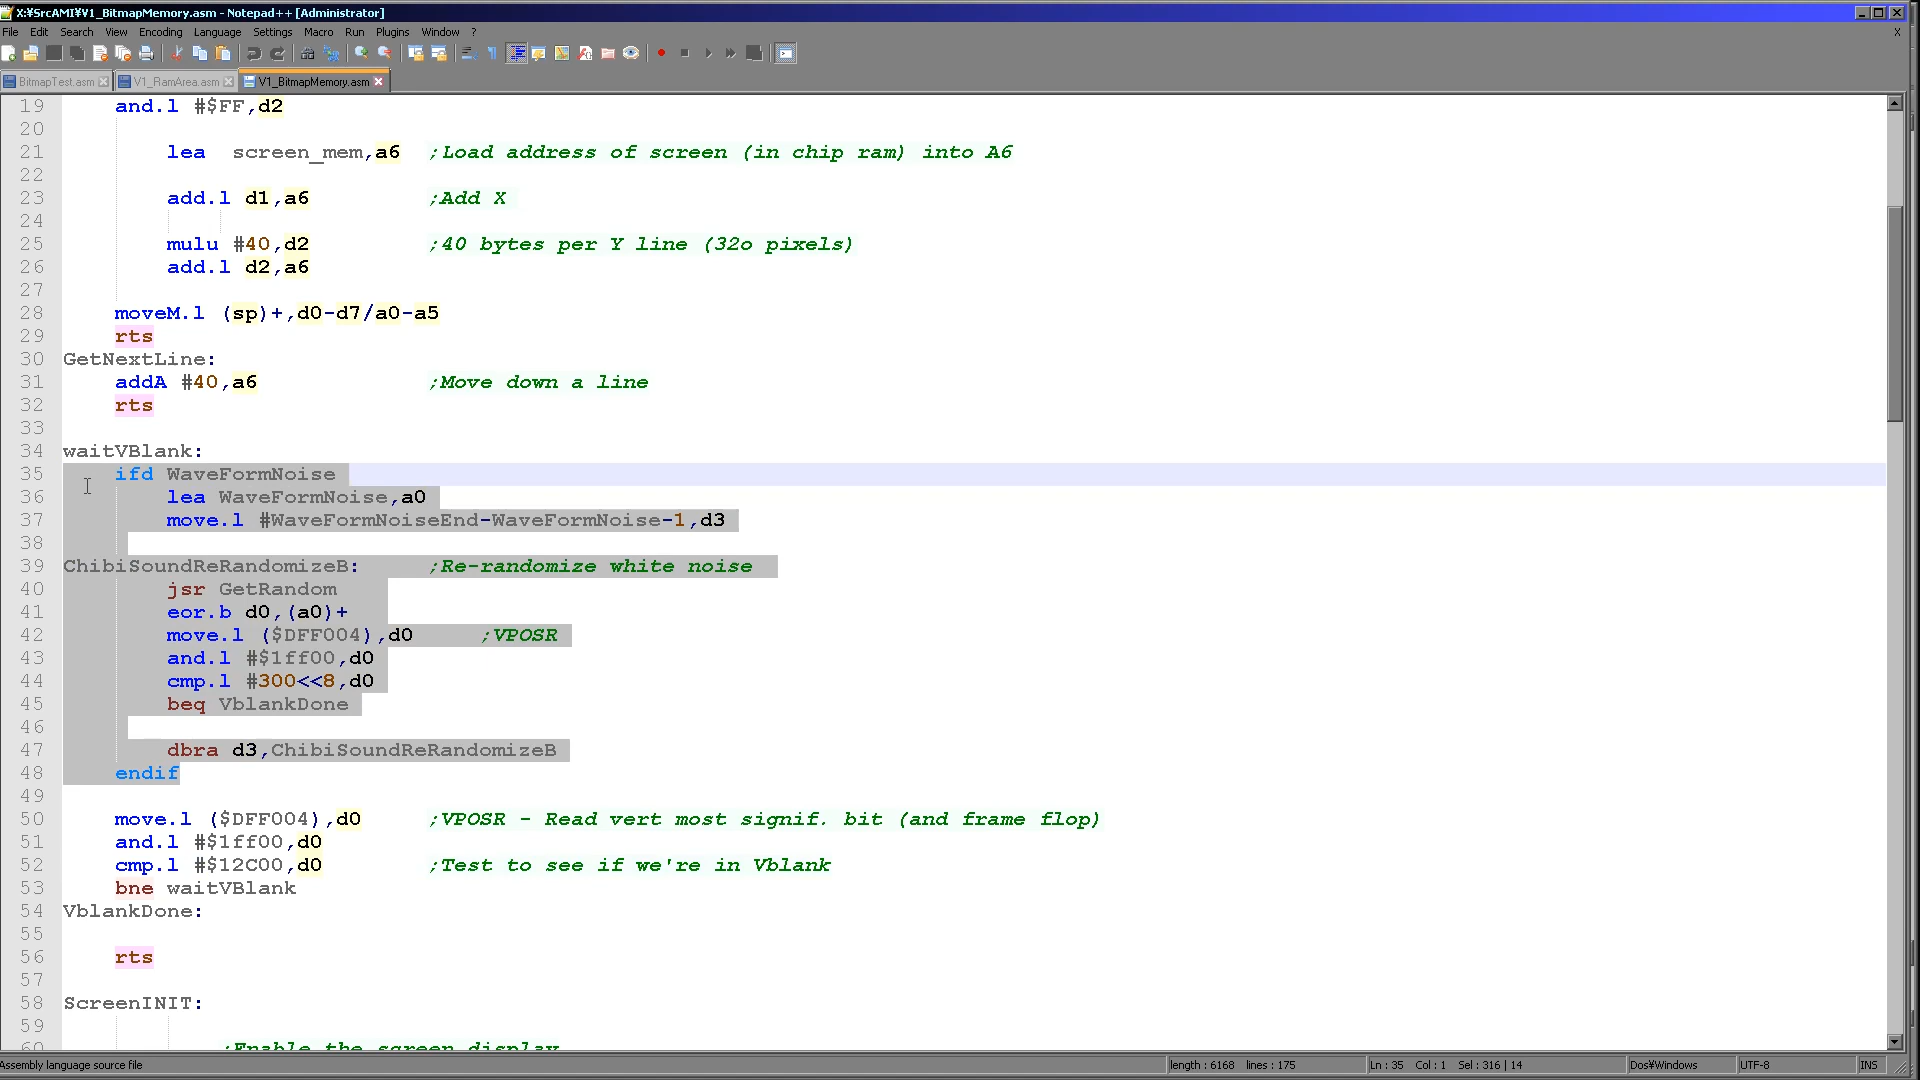 X:¥SrcAMI¥V1_BitmapMemory.asm - Notepad++ [Administrator]
File Edit Search View Encoding Language Settings Macro Run Plugins Window ?
X
BitmapTest.asm V1_RamArea.asm V1_BitmapMemory.asm
19 and.l #$FF,d2
20
21 lea screen_mem,a6 ;Load address of screen (in chip ram) into A6
22
23 add.l d1,a6 ;Add X
24
25 mulu #40,d2 ;40 bytes per Y line (32o pixels)
26 add.l d2,a6
27
28 moveM.l (sp)+,d0-d7/a0-a5
29 rts
30 GetNextLine:
31 addA #40,a6 ;Move down a line
32 rts
33
34 waitVBlank:
35 ifd WaveFormNoise
36 lea WaveFormNoise,a0
37 move.l #WaveFormNoiseEnd-WaveFormNoise-1,d3
38
39 ChibiSoundReRandomizeB: ;Re-randomize white noise
40 jsr GetRandom
41 eor.b d0,(a0)+
42 move.l ($DFF004),d0 ;VPOSR
43 and.l #$1ff00,d0
44 cmp.l #300<<8,d0
45 beq VblankDone
46
47 dbra d3,ChibiSoundReRandomizeB
48 endif
49
50 move.l ($DFF004),d0 ;VPOSR - Read vert most signif. bit (and frame flop)
51 and.l #$1ff00,d0
52 cmp.l #$12C00,d0 ;Test to see if we're in Vblank
53 bne waitVBlank
54 VblankDone:
55
56 rts
57
58 ScreenINIT:
59
60 ;Enable the screen display
Assembly language source file length : 6168 lines : 175 Ln : 35 Col : 1 Sel : 316 | 14 Dos¥Windows UTF-8 INS